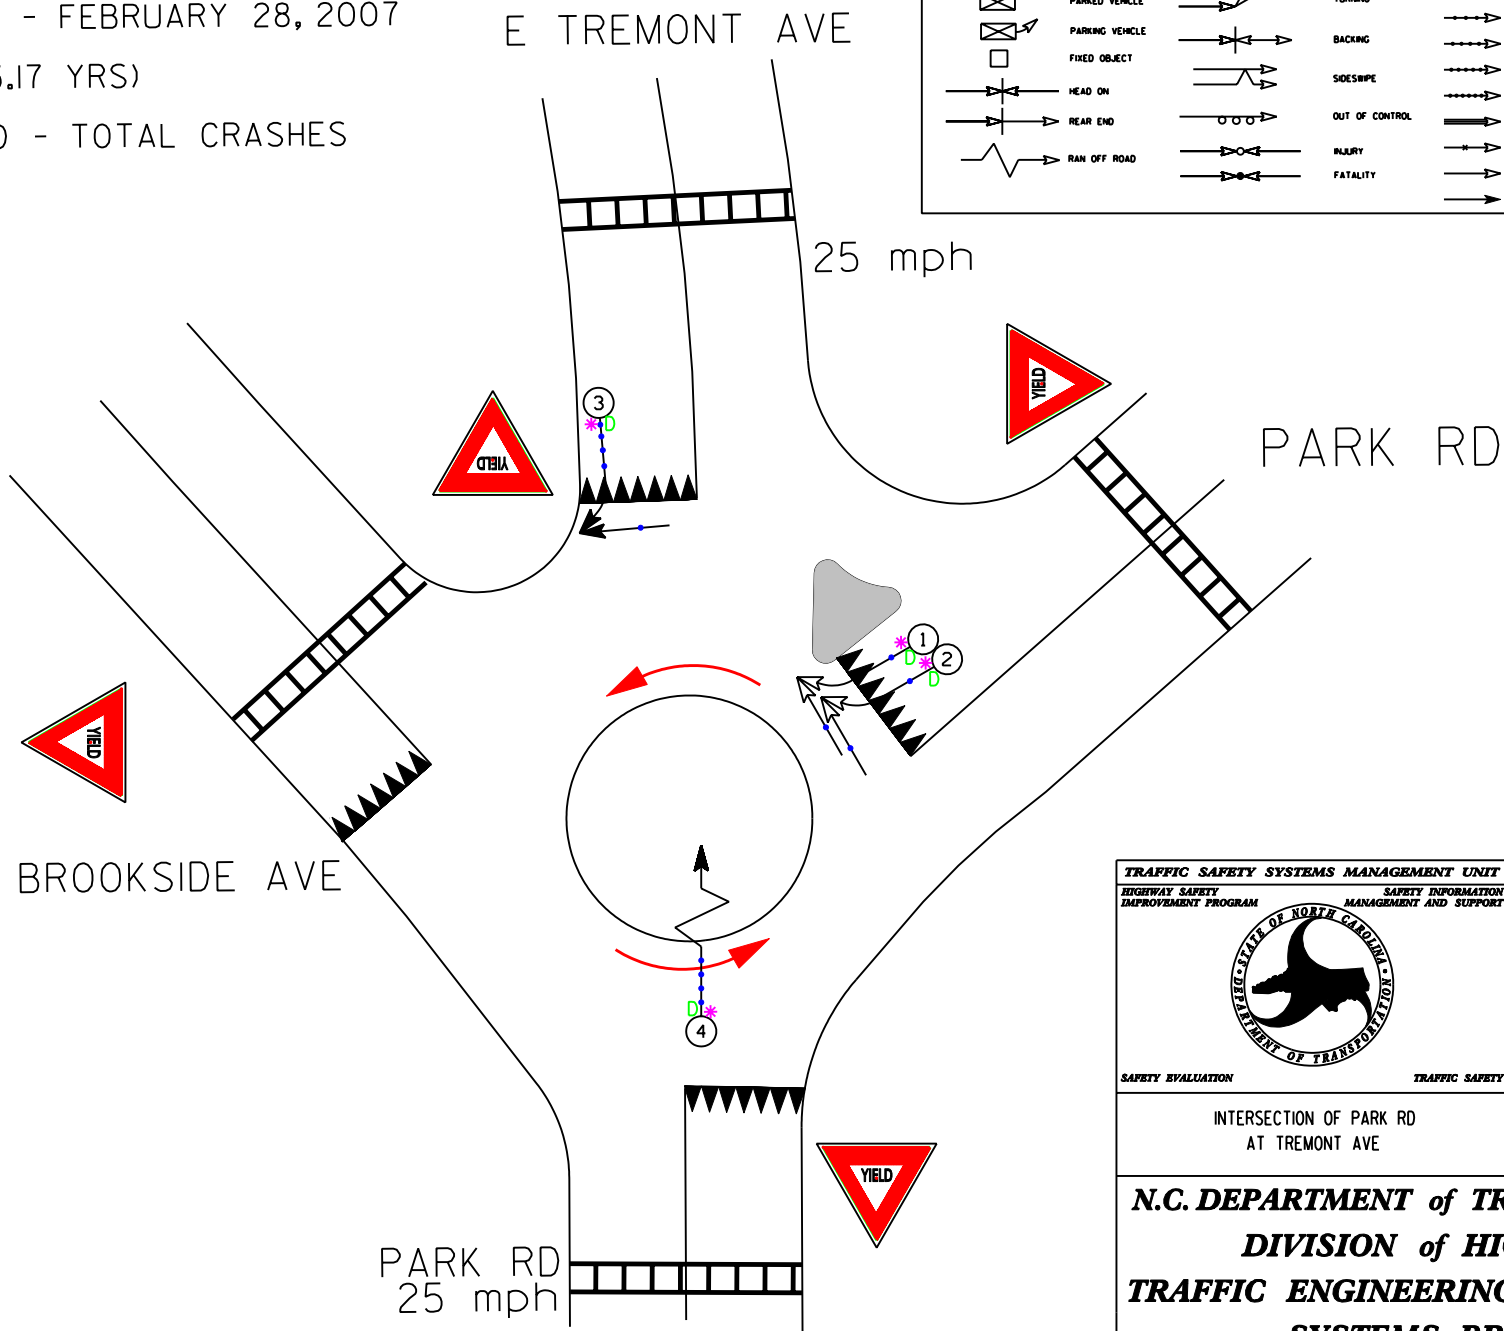 - FEBRUARY 28, 2007
E TREMONT AVE
.17 YRS)
- TOTAL CRASHES
PARKED VEHICLE
PARKING VEHICLE
FIXED OBJECT
HEAD ON
REAR END
RAN OFF ROAD
TURNING
BACKING
SIDESWIPE
OUT OF CONTROL
INJURY
FATALITY
25 mph
YIELD
PARK RD
3
D
YIELD
1
D
2
D
YIELD
BROOKSIDE AVE
D
4
YIELD
PARK RD
25 mph
TRAFFIC SAFETY SYSTEMS MANAGEMENT UNIT
HIGHWAY SAFETY
IMPROVEMENT PROGRAM
SAFETY INFORMATION
MANAGEMENT AND SUPPORT
STATE OF NORTH CAROLINA
DEPARTMENT OF TRANSPORTATION
SAFETY EVALUATION
TRAFFIC SAFETY
INTERSECTION OF PARK RD
AT TREMONT AVE
N.C. DEPARTMENT of TR
DIVISION of HI
TRAFFIC ENGINEERING